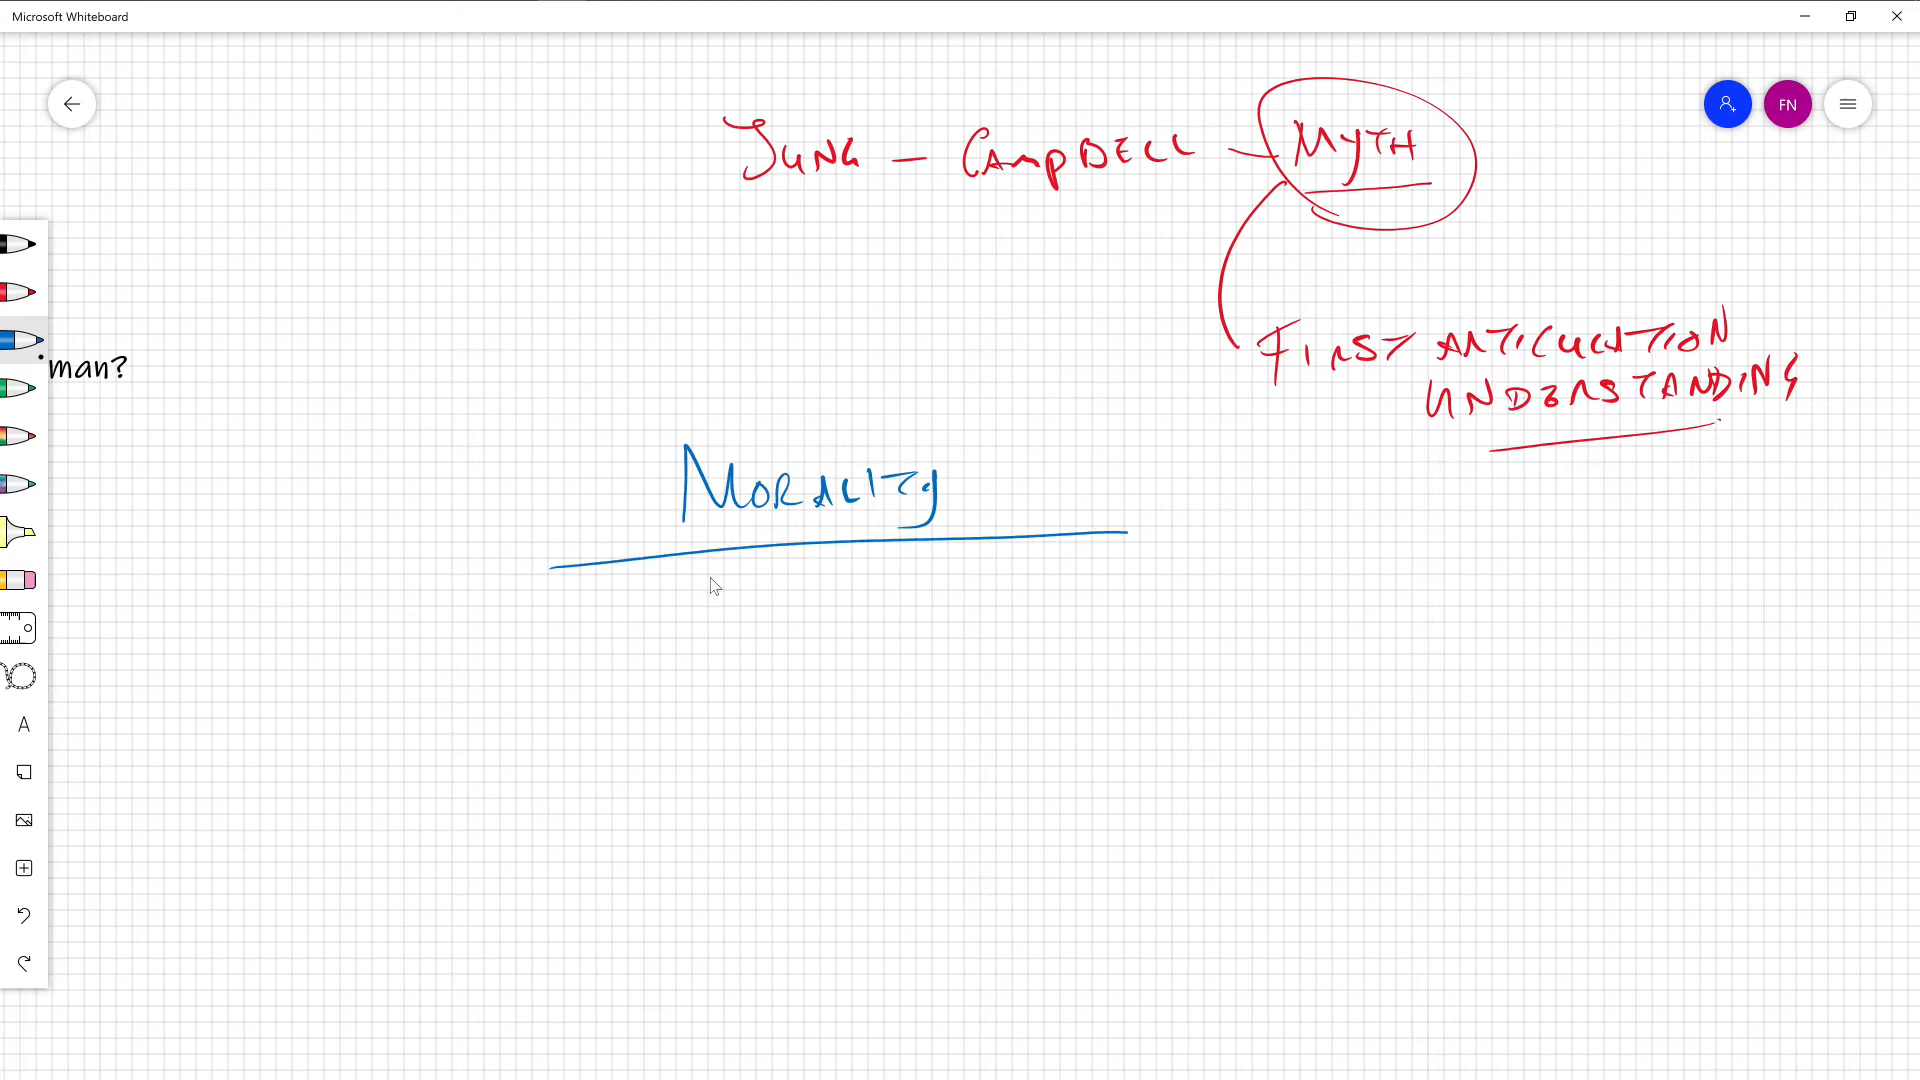 Microsoft Whiteboard
FN
JUNG — CAMPBELL — MYTH
FIRST ARTICULATION
UNDERSTANDING
man?
MORALITY
A